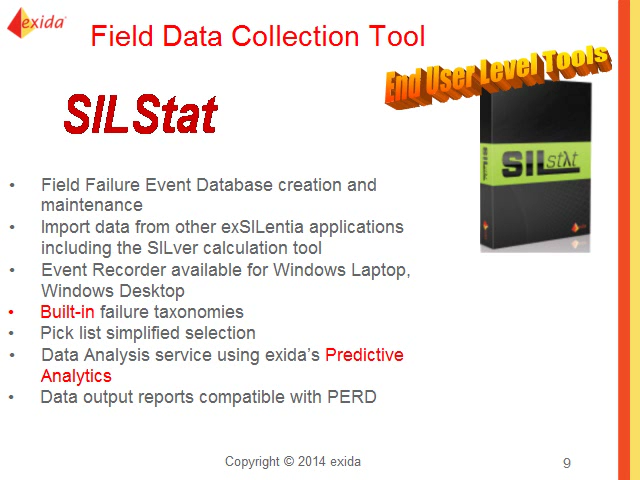 exida®
Field Data Collection Tool
End User Level Tools
SILStat
SILstλt
• Field Failure Event Database creation and
maintenance
• Import data from other exSILentia applications
including the SILver calculation tool
• Event Recorder available for Windows Laptop,
Windows Desktop
• Built-in failure taxonomies
• Pick list simplified selection
• Data Analysis service using exida's Predictive
Analytics
• Data output reports compatible with PERD
Copyright © 2014 exida
9